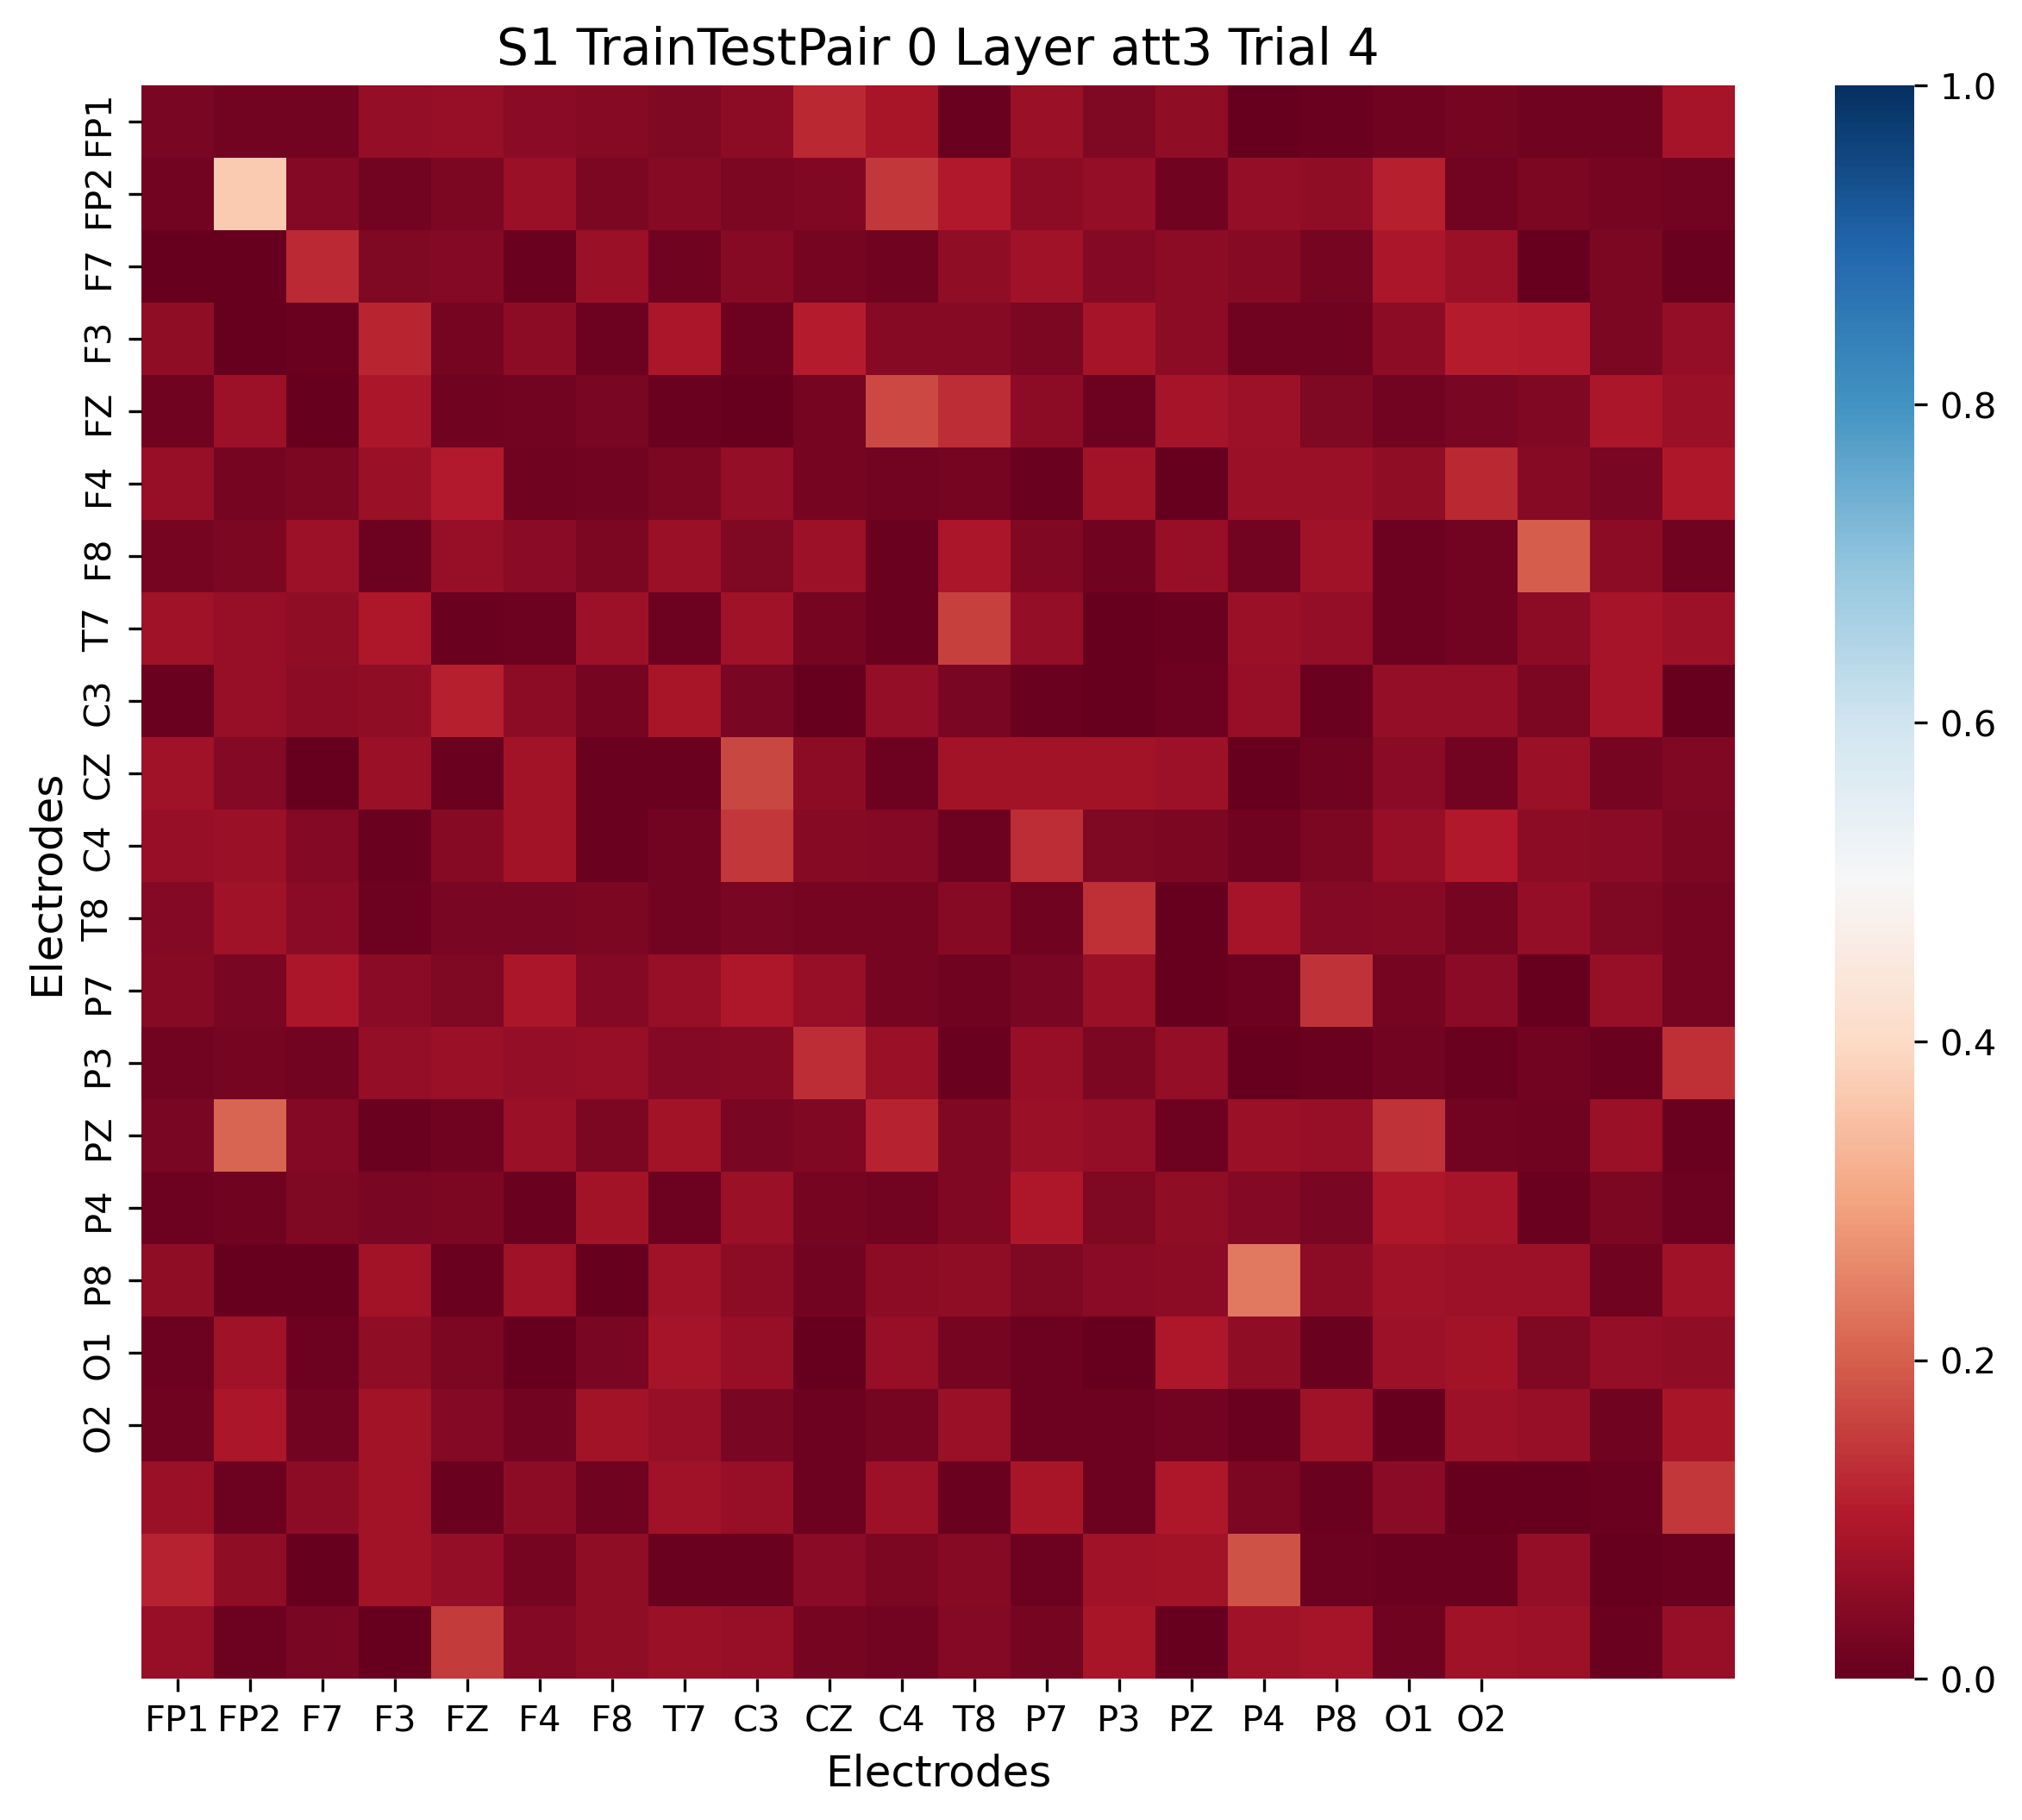 S1 TrainTestPair 0 Layer att3 Trial 4
Electrodes
FP1
FP2
F7
F3
FZ
F4
F8
T7
C3
CZ
C4
T8
P7
P3
PZ
P4
P8
O1
O2
FP1 FP2 F7 F3 FZ F4 F8 T7 C3 CZ C4 T8 P7 P3 PZ P4 P8 O1 O2
Electrodes
1.0
0.8
0.6
0.4
0.2
0.0